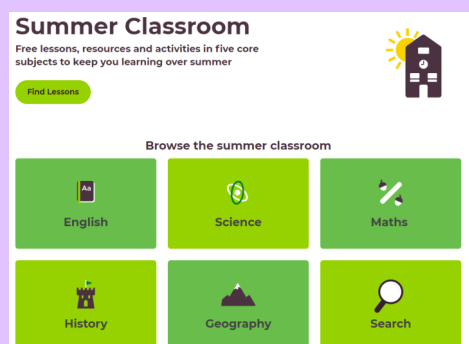 Summer Classroom
Free lessons, resources and activities in five core
subjects to keep you learning over summer
Find Lessons
Browse the summer classroom
Aa
English
Science
Maths
History
Geography
Search